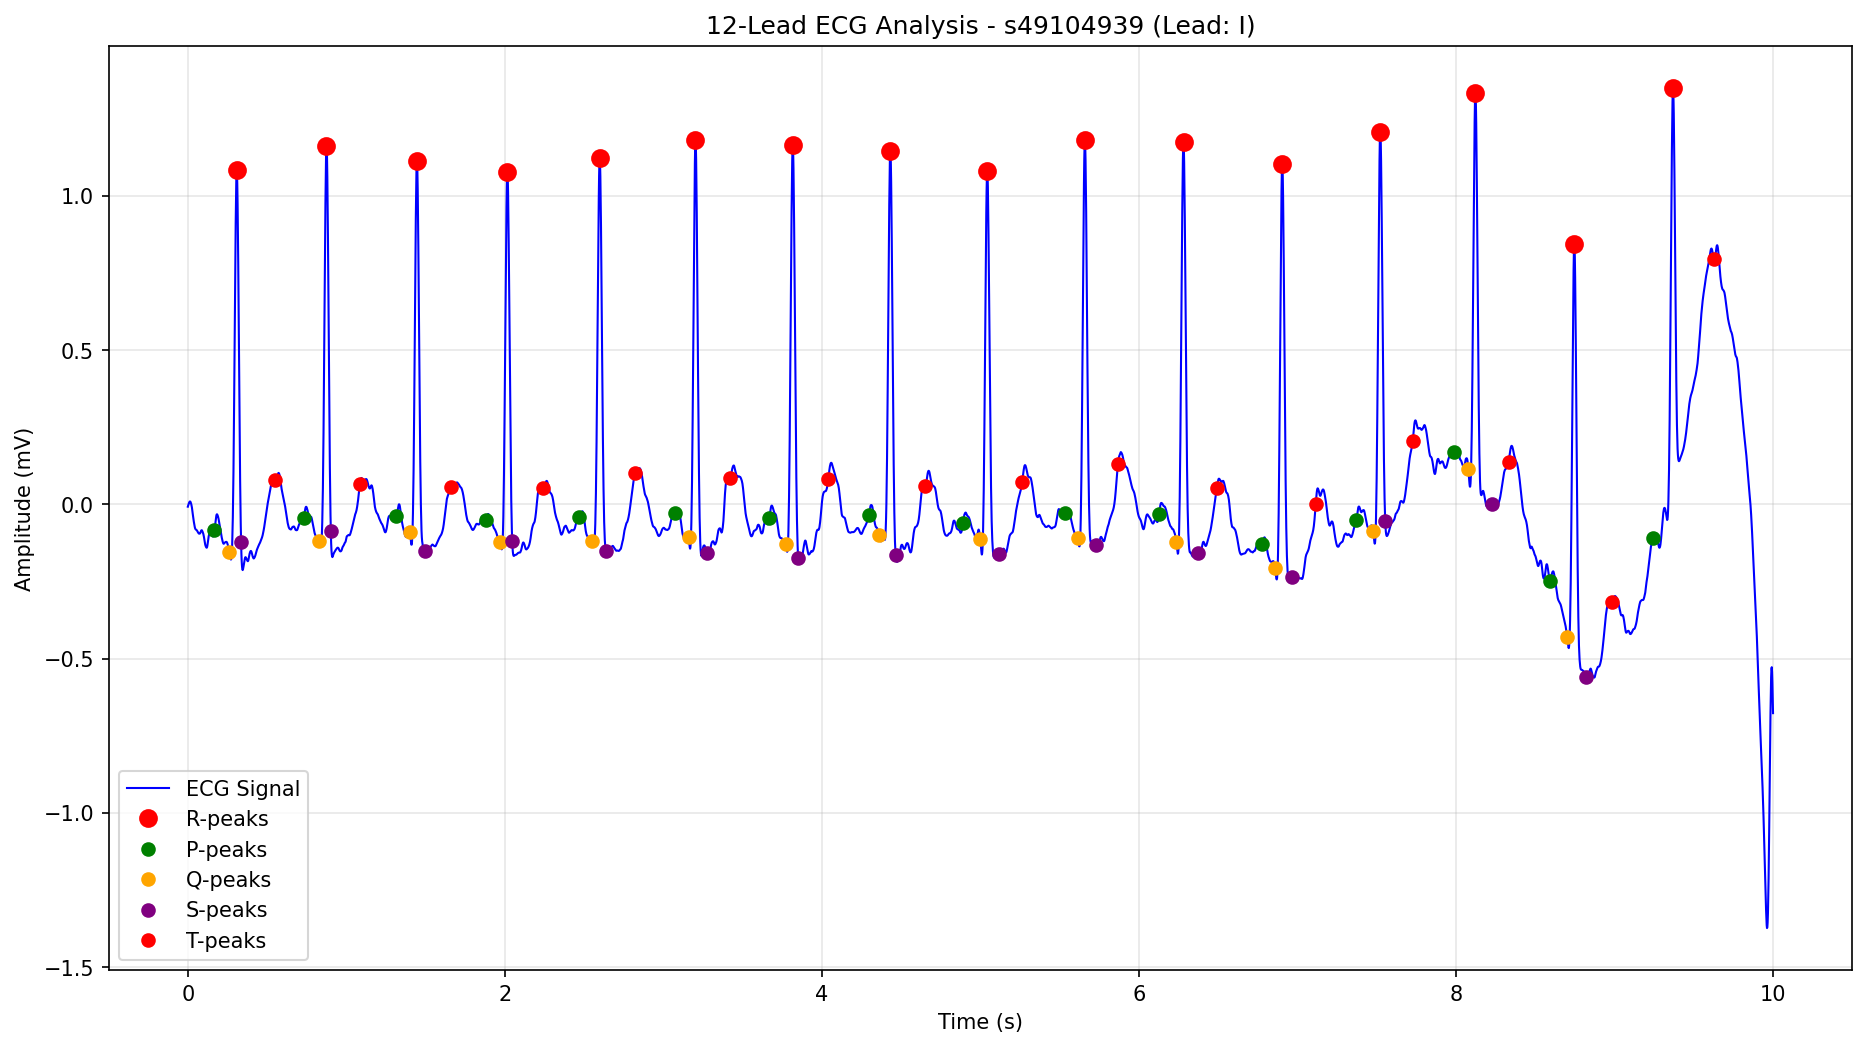 12-Lead ECG Analysis - s49104939 (Lead: I)
Amplitude (mV)
1.0
0.5
0.0
−0.5
−1.0
−1.5
ECG Signal
R-peaks
P-peaks
Q-peaks
S-peaks
T-peaks
0 2 4 6 8 10
Time (s)